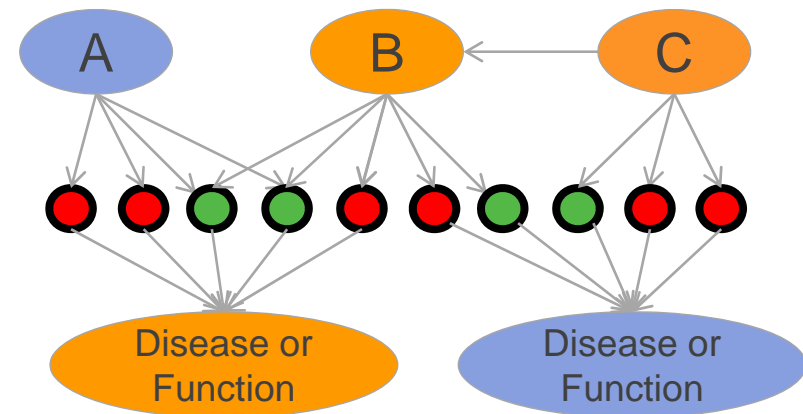 A
B
C
Disease or
Function
Disease or
Function